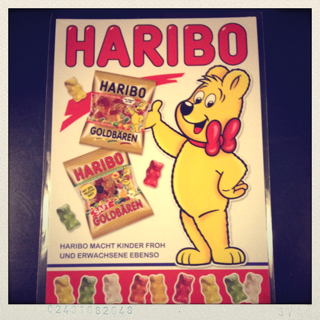 HARIBO
HARIBO
GOLDBÄREN
HARIBO
GOLDBÄREN
HARIBO MACHT KINDER FROH
UND ERWACHSENE EBENSO